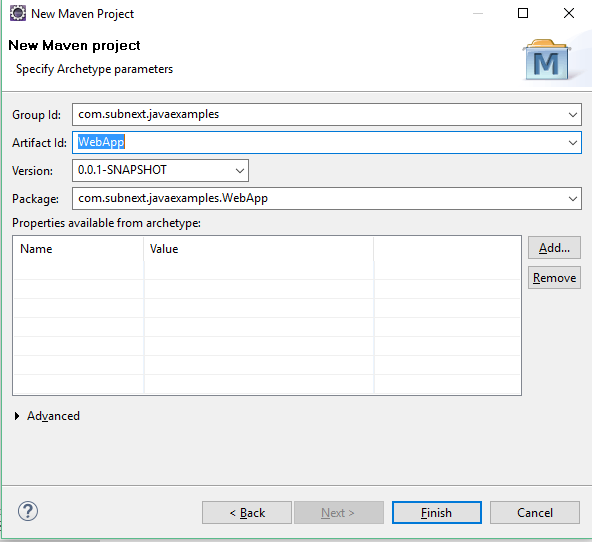 New Maven Project
New Maven project
Specify Archetype parameters
M
Group Id: com.subnext.javaexamples
Artifact Id: WebApp
Version: 0.0.1-SNAPSHOT
Package: com.subnext.javaexamples.WebApp
Properties available from archetype:
Name Value
Add...
Remove
Advanced
? < Back Next > Finish Cancel